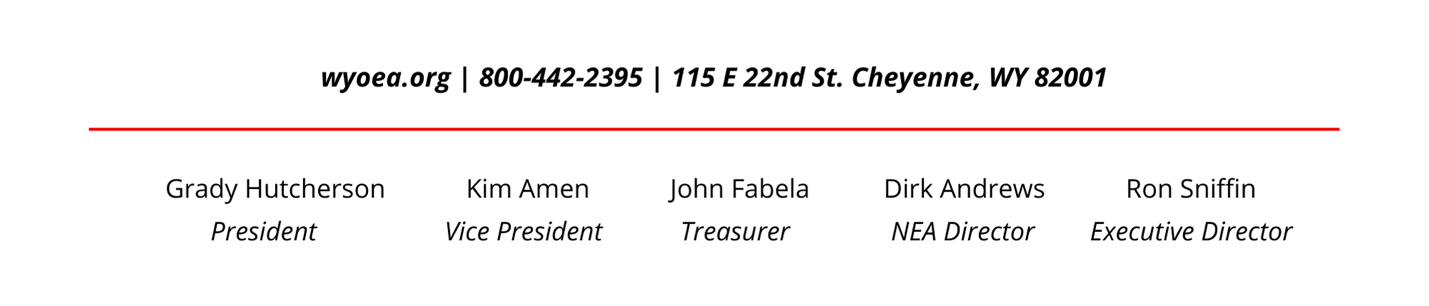 wyoea.org | 800-442-2395 | 115 E 22nd St. Cheyenne, WY 82001
Grady Hutcherson Kim Amen John Fabela Dirk Andrews Ron Sniffin
President Vice President Treasurer NEA Director Executive Director